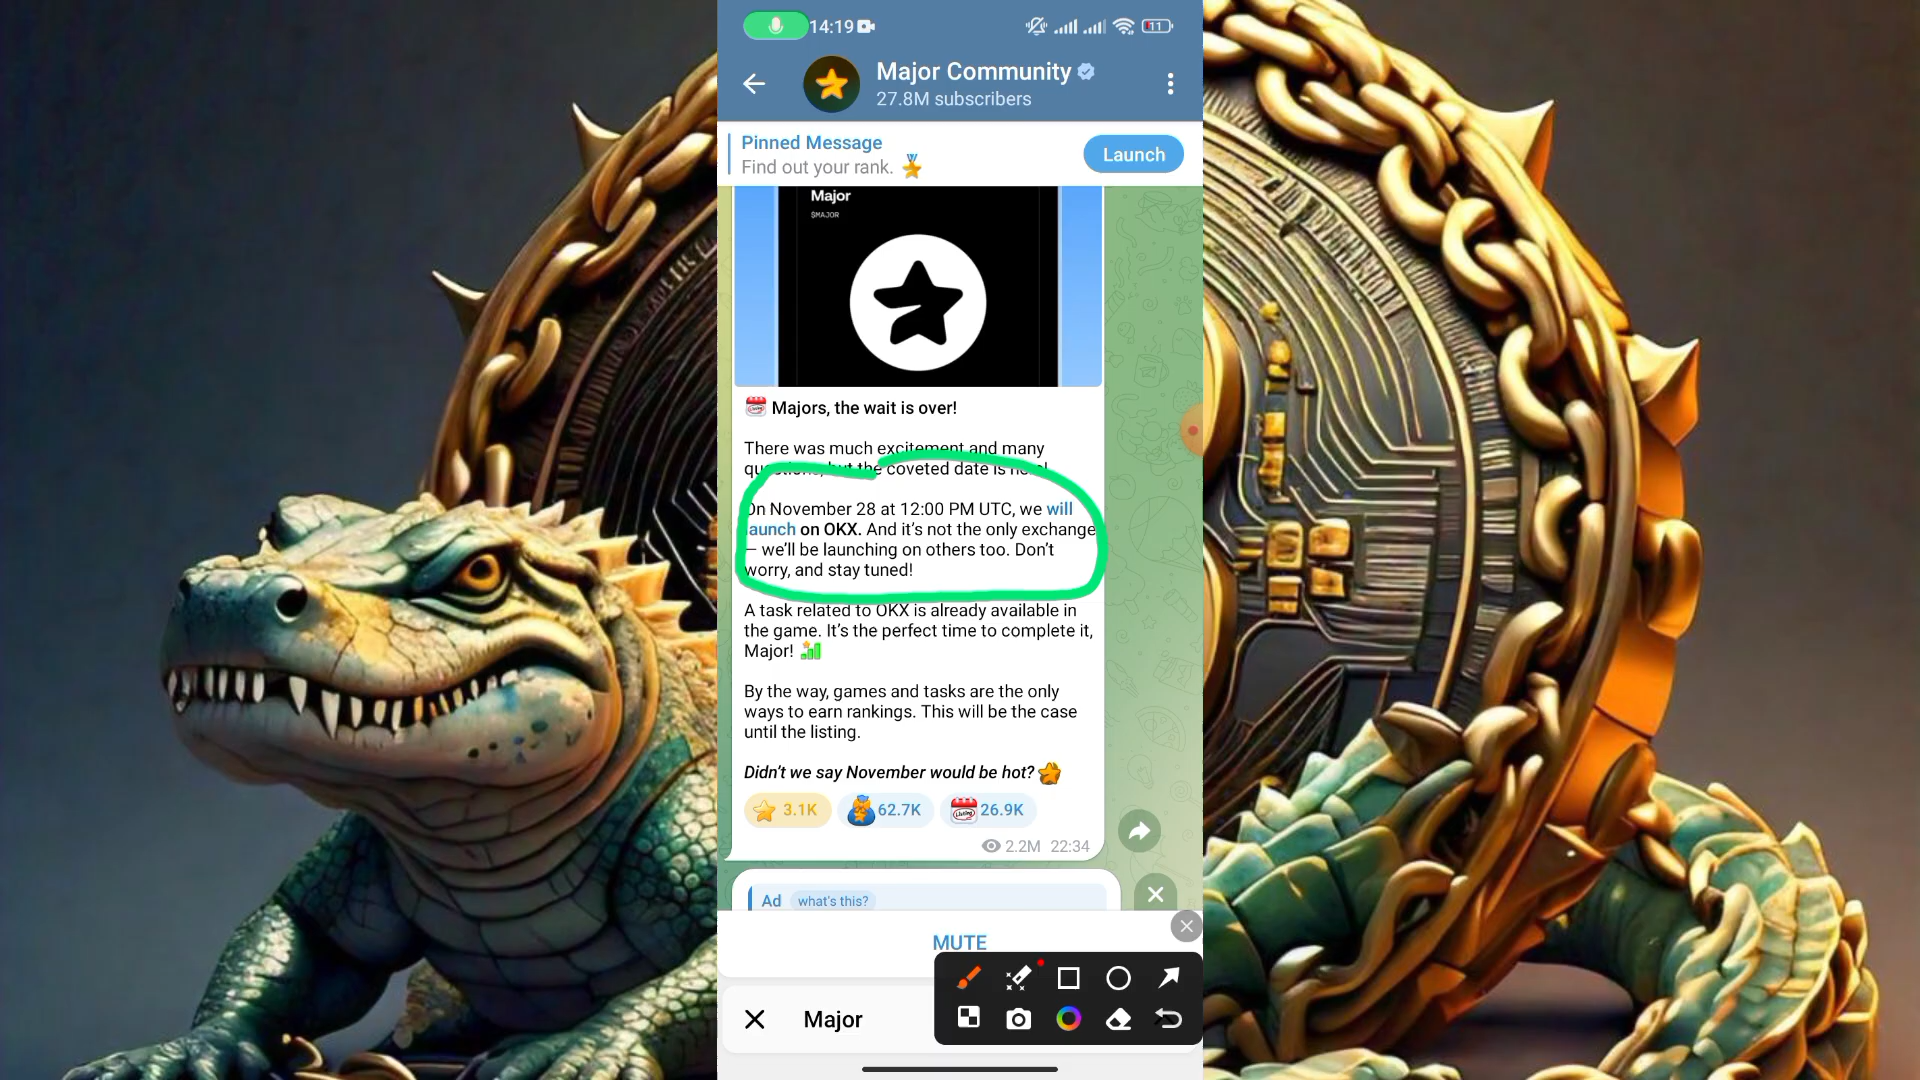 14:19
11
Major Community
27.8M subscribers
Pinned Message
Find out your rank.
Launch
Major
$MAJOR
Majors, the wait is over!
There was much excitement and many
questions, but the coveted date is here!
On November 28 at 12:00 PM UTC, we will
launch on OKX. And it's not the only exchange
– we'll be launching on others too. Don't
worry, and stay tuned!
A task related to OKX is already available in
the game. It's the perfect time to complete it,
Major!
By the way, games and tasks are the only
ways to earn rankings. This will be the case
until the listing.
Didn't we say November would be hot?
3.1K 62.7K Listing 26.9K
2.2M 22:34
Ad what's this?
MUTE
Major